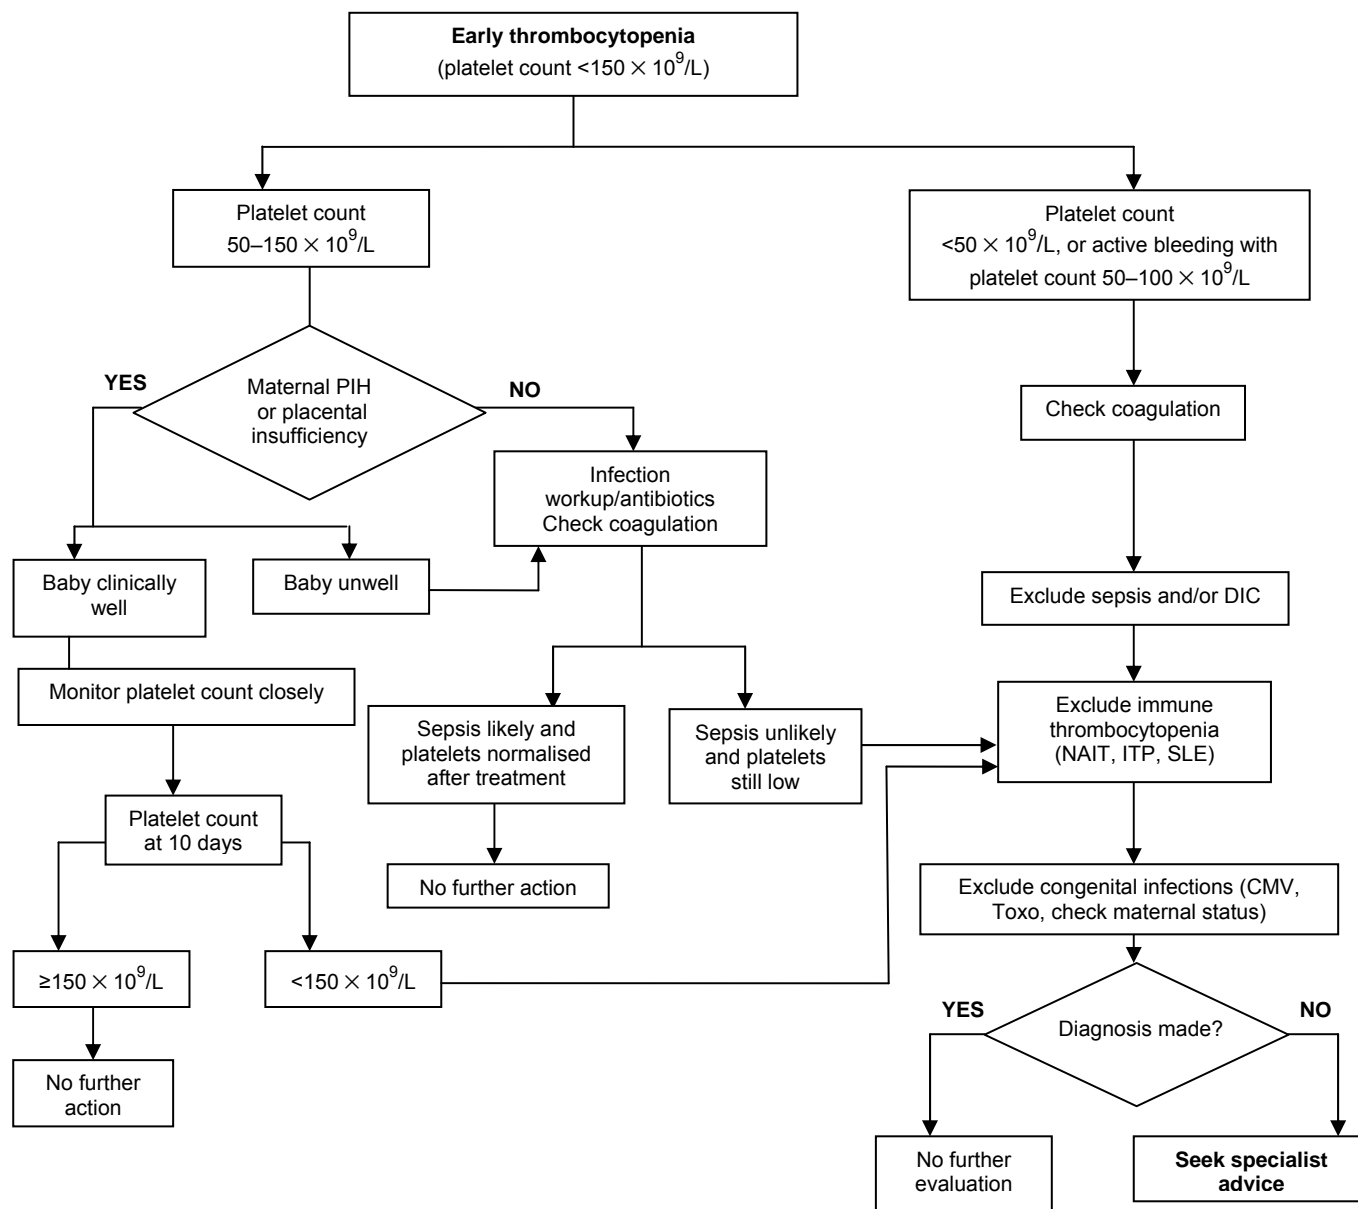 Early thrombocytopenia
(platelet count <150 × 10⁹/L)
Platelet count
50–150 × 10⁹/L
Platelet count
<50 × 10⁹/L, or active bleeding with
platelet count 50–100 × 10⁹/L
YES
Maternal PIH
or placental
insufficiency
NO
Check coagulation
Infection
workup/antibiotics
Check coagulation
Baby clinically
well
Baby unwell
Exclude sepsis and/or DIC
Monitor platelet count closely
Sepsis likely and
platelets normalised
after treatment
Sepsis unlikely
and platelets
still low
Exclude immune
thrombocytopenia
(NAIT, ITP, SLE)
Platelet count
at 10 days
No further action
Exclude congenital infections (CMV,
Toxo, check maternal status)
≥150 × 10⁹/L
<150 × 10⁹/L
YES
Diagnosis made?
NO
No further
action
No further
evaluation
Seek specialist
advice